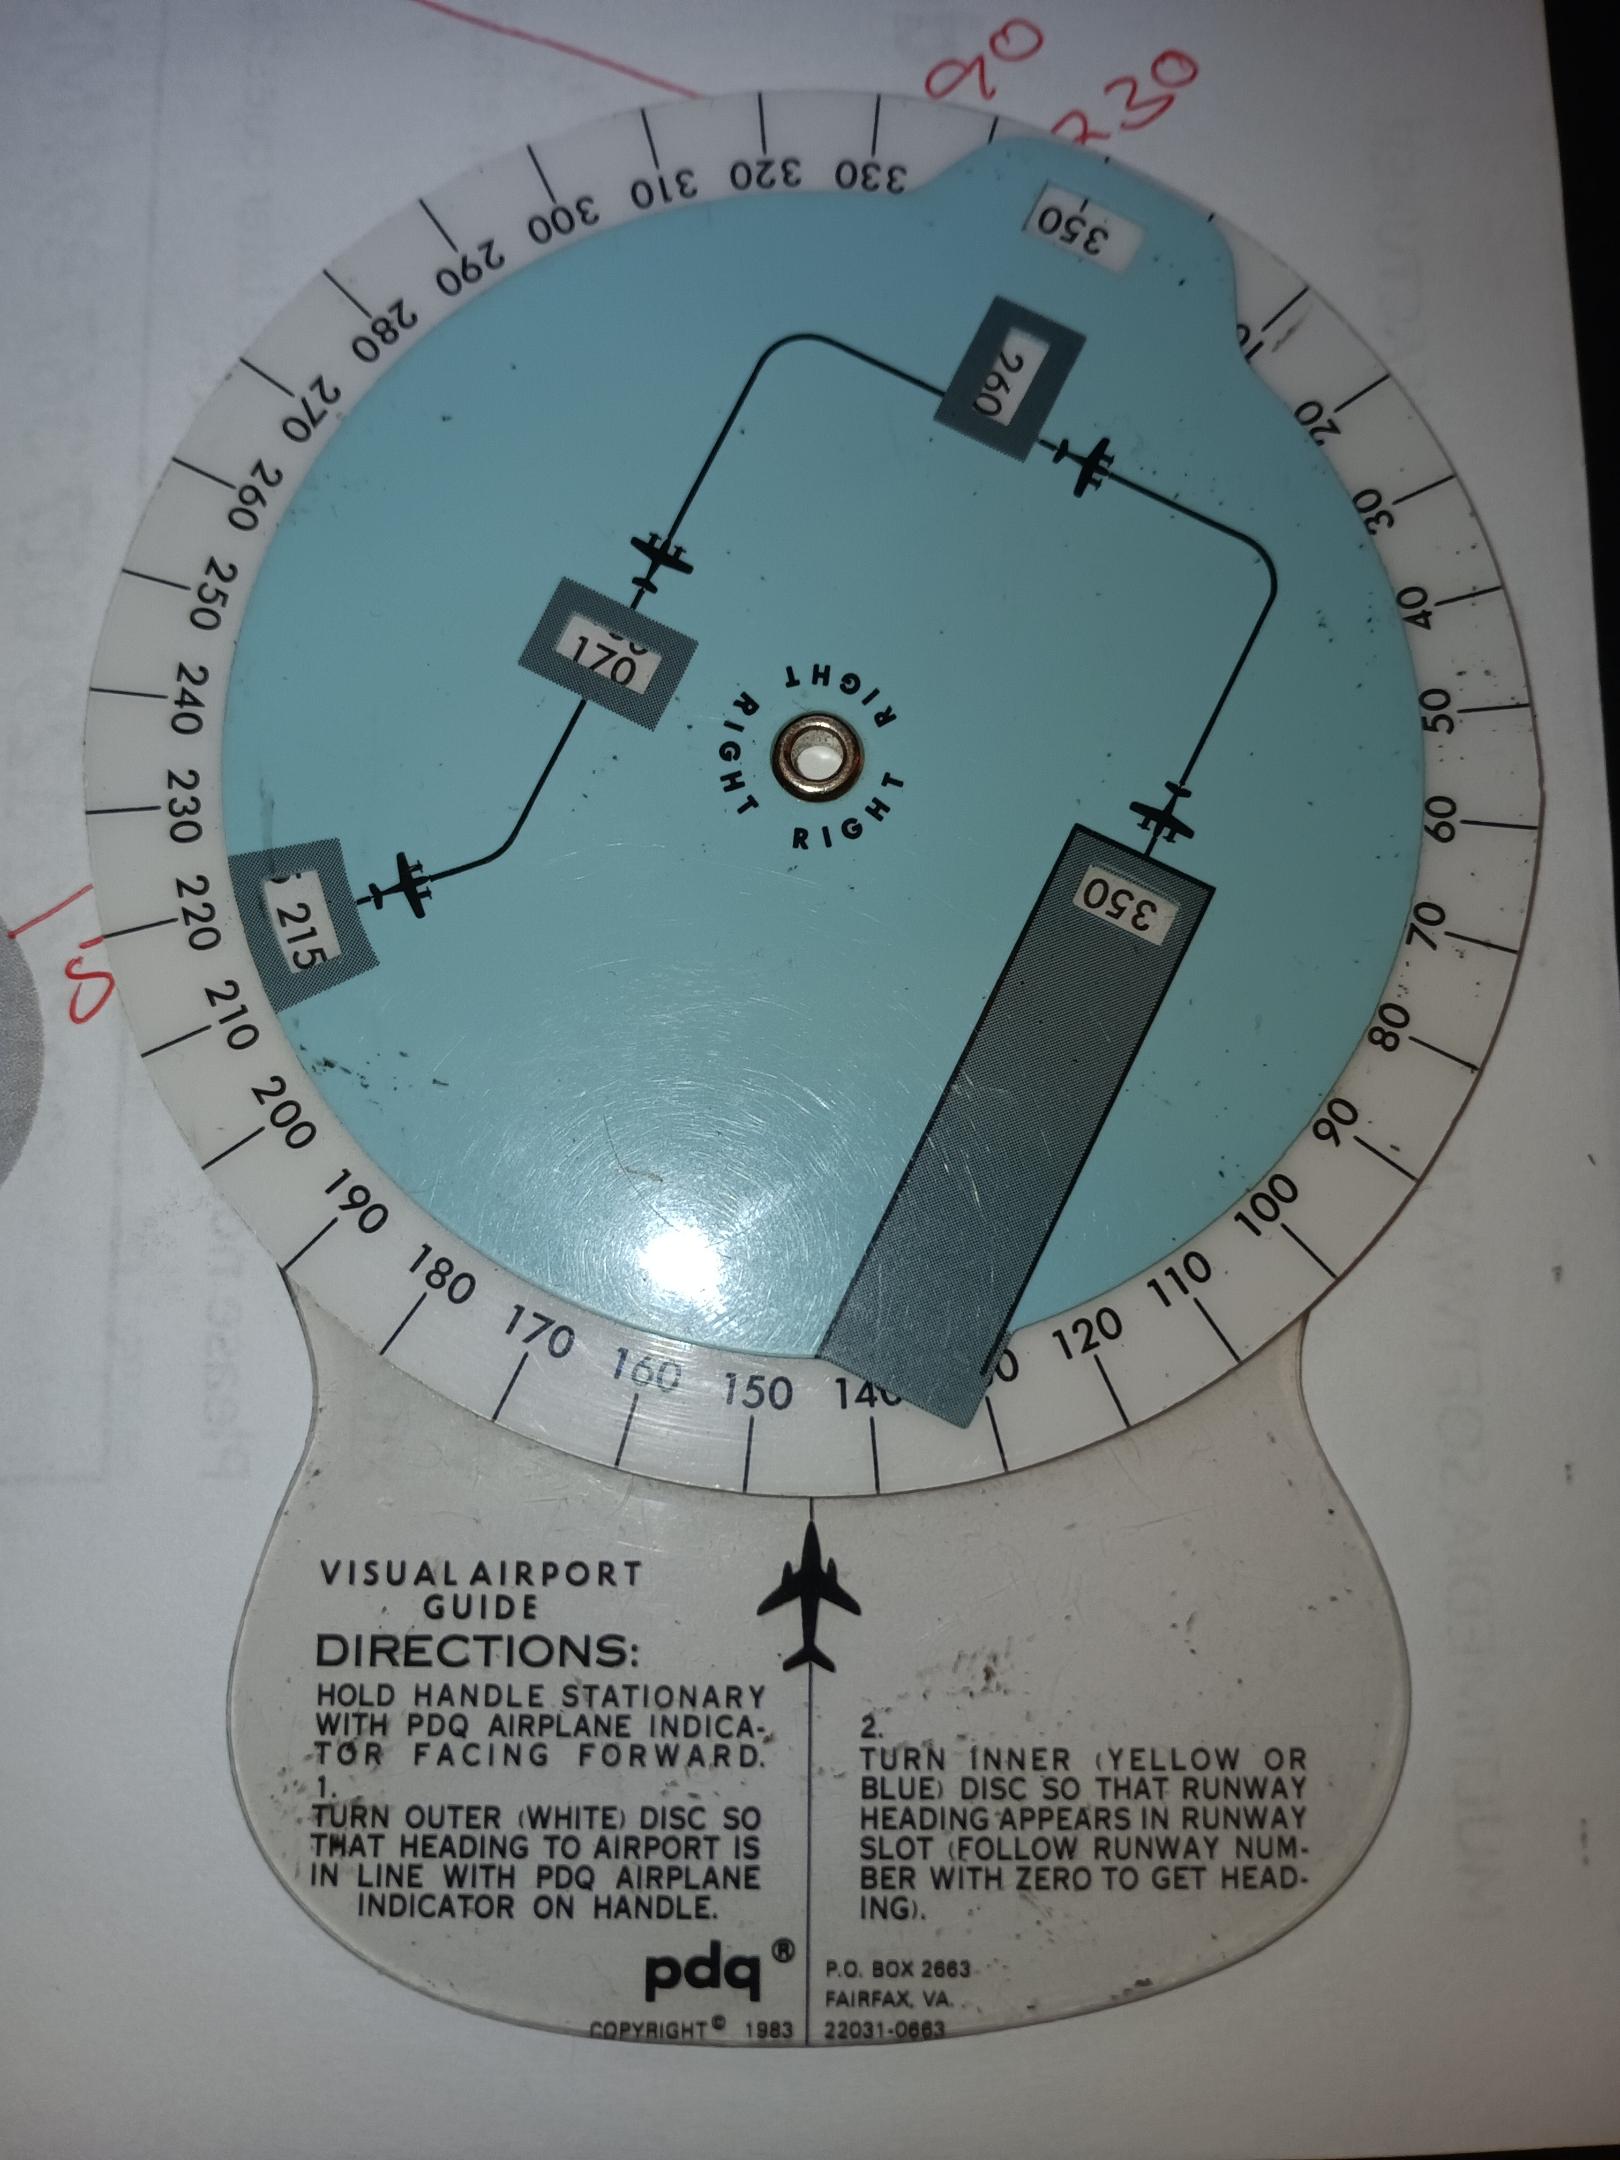 90
230
320
330
310
300
290
280
270
260
250
240
230
220
210
200
190
180
170
160
150
120
110
100
90
80
70
60
50
40
30
20
350
260
170
215
350
RIGHT
RIGHT
RIGHT
RIGHT
VISUAL AIRPORT
GUIDE
DIRECTIONS:
HOLD HANDLE STATIONARY
WITH PDQ AIRPLANE INDICA-
TOR FACING FORWARD.
1.
TURN OUTER (WHITE) DISC SO
THAT HEADING TO AIRPORT IS
IN LINE WITH PDQ AIRPLANE
INDICATOR ON HANDLE.
2.
TURN INNER (YELLOW OR
BLUE) DISC SO THAT RUNWAY
HEADING APPEARS IN RUNWAY
SLOT (FOLLOW RUNWAY NUM-
BER WITH ZERO TO GET HEAD-
ING).
pdq®
COPYRIGHT © 1983
P.O. BOX 2663
FAIRFAX, VA.
22031-0663